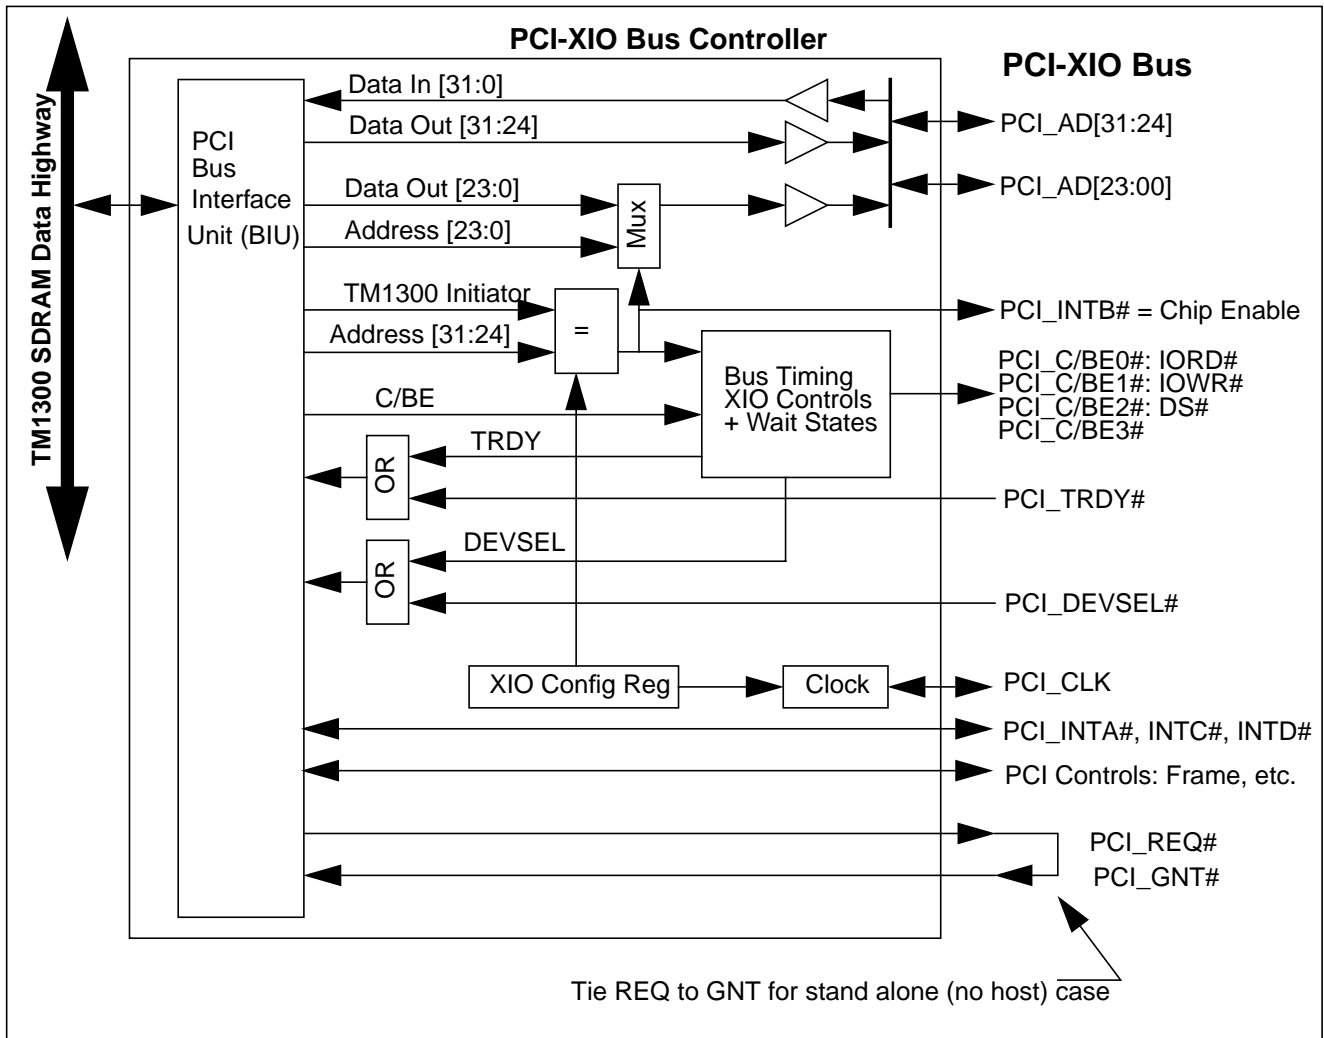 PCI-XIO Bus Controller
PCI-XIO Bus
TM1300 SDRAM Data Highway
PCI
Bus
Interface
Unit (BIU)
Data In [31:0]
Data Out [31:24]
PCI_AD[31:24]
Data Out [23:0]
Address [23:0]
Mux
PCI_AD[23:00]
TM1300 Initiator
Address [31:24]
=
PCI_INTB# = Chip Enable
C/BE
Bus Timing
XIO Controls
+ Wait States
PCI_C/BE0#: IORD#
PCI_C/BE1#: IOWR#
PCI_C/BE2#: DS#
PCI_C/BE3#
TRDY
OR
PCI_TRDY#
DEVSEL
OR
PCI_DEVSEL#
XIO Config Reg
Clock
PCI_CLK
PCI_INTA#, INTC#, INTD#
PCI Controls: Frame, etc.
PCI_REQ#
PCI_GNT#
Tie REQ to GNT for stand alone (no host) case